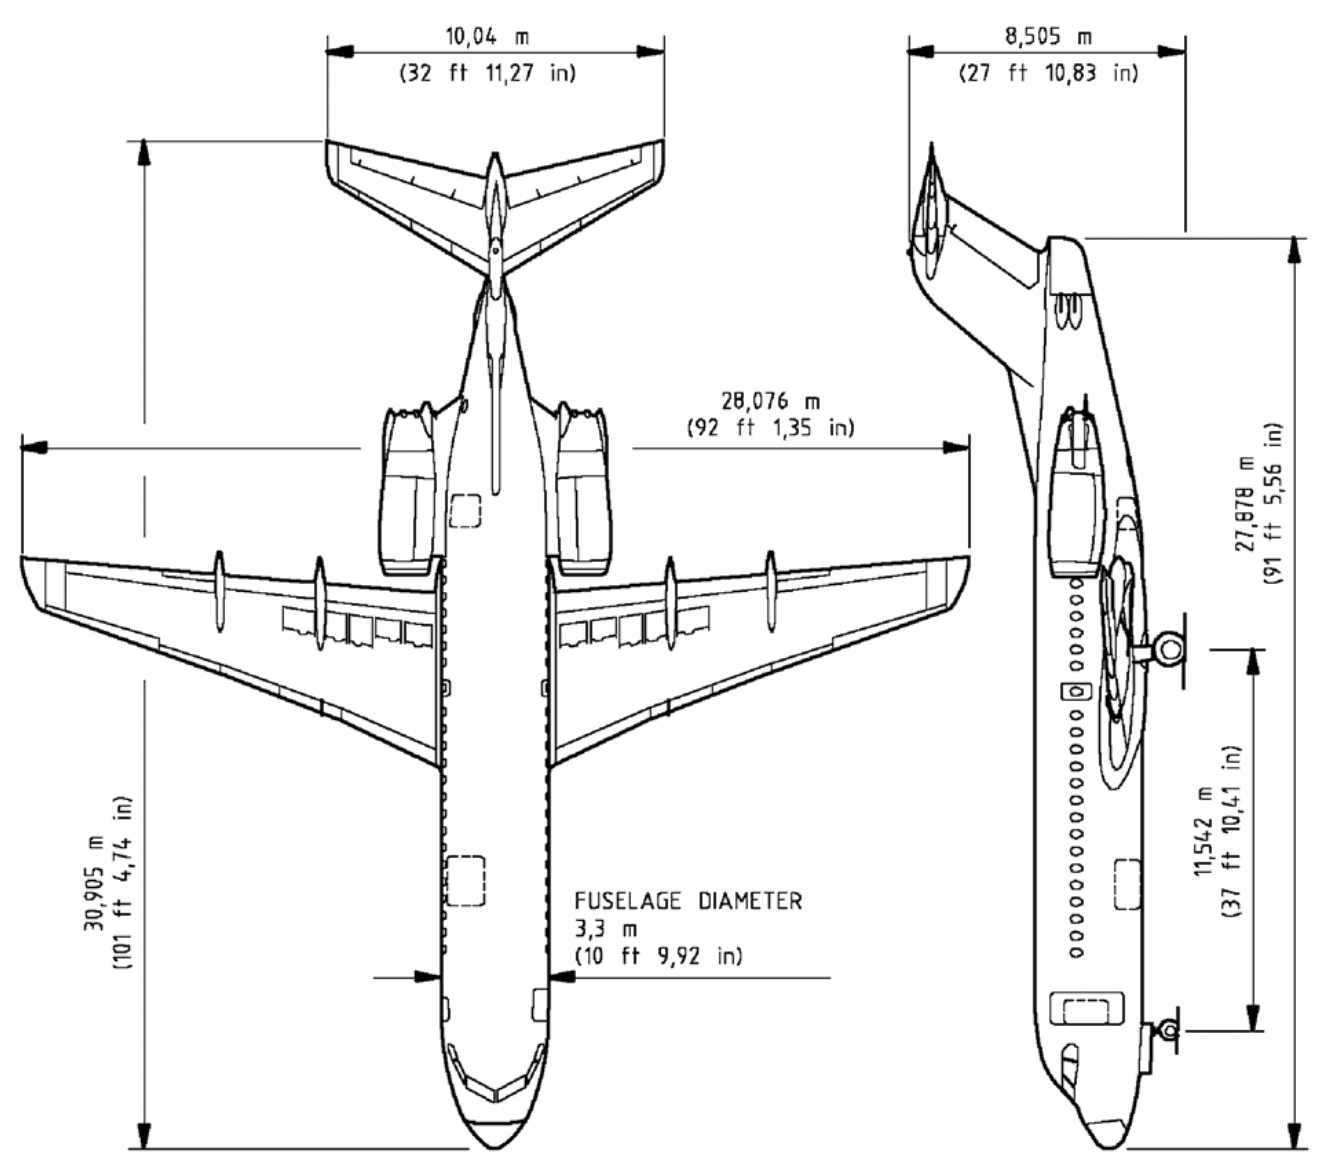 10,04 m
(32 ft 11,27 in)
8,505 m
(27 ft 10,83 in)
28,076 m
(92 ft 1,35 in)
27,878 m
(91 ft 5,56 in)
11,542 m
(37 ft 10,41 in)
30,905 m
(101 ft 4,74 in)
FUSELAGE DIAMETER
3,3 m
(10 ft 9,92 in)